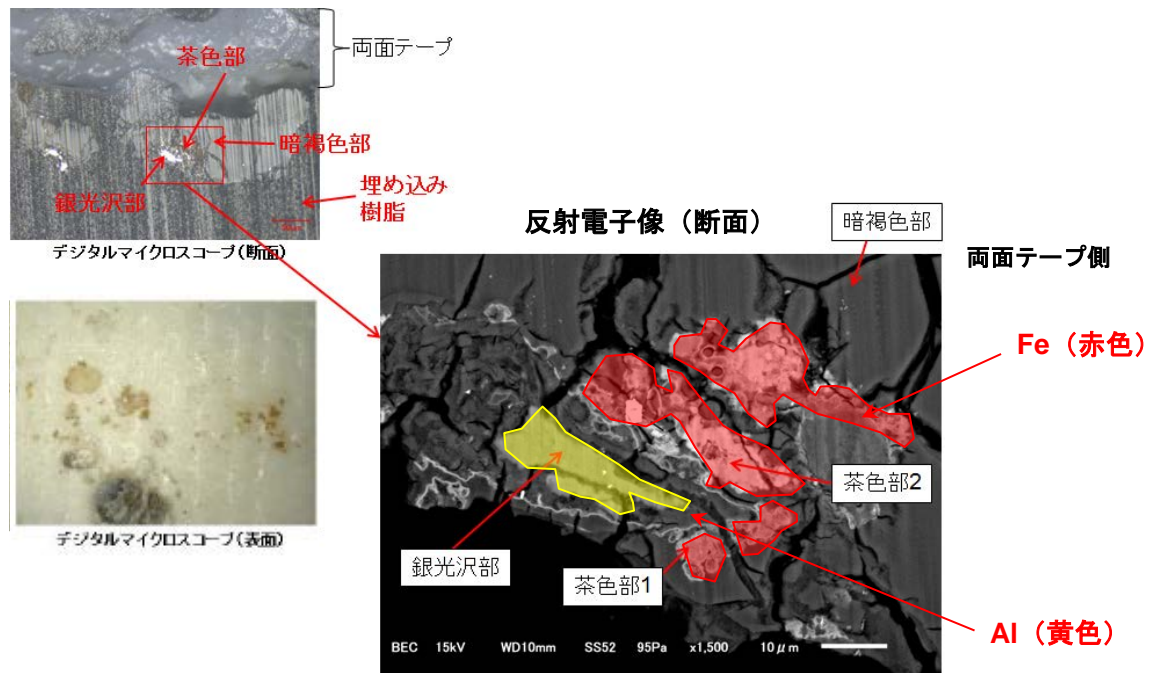 両面テープ
茶色部
暗褐色部
銀光沢部
埋め込み
樹脂
デジタルマイクロスコープ(断面)
反射電子像（断面）
暗褐色部
両面テープ側
Fe（赤色）
茶色部2
銀光沢部
茶色部1
Al（黄色）
BEC 15kV WD10mm SS52 95Pa x1,500 10μm
デジタルマイクロスコープ(表面)